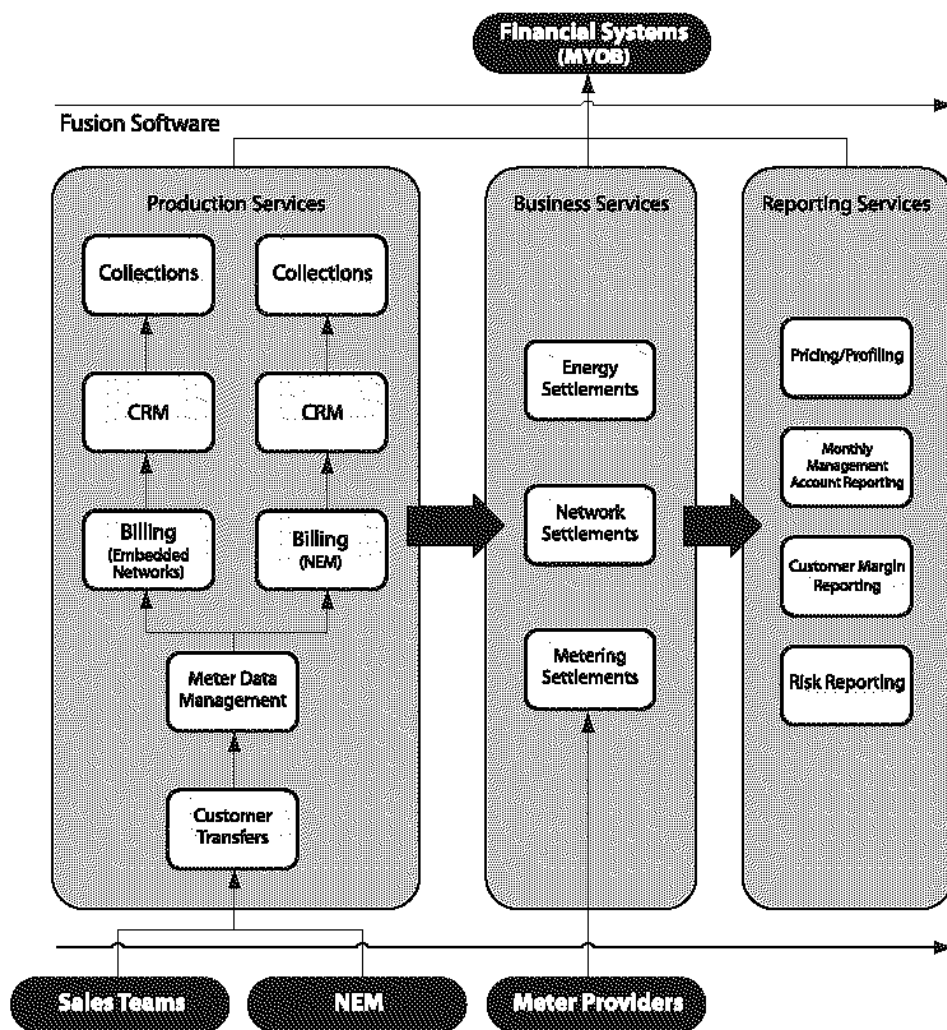 Financial Systems
(MYOB)
Fusion Software
Production Services
Collections
Collections
CRM
CRM
Billing
(Embedded
Networks)
Billing
(NEM)
Meter Data
Management
Customer
Transfers
Business Services
Energy
Settlements
Network
Settlements
Metering
Settlements
Reporting Services
Pricing/Profiling
Monthly
Management
Account Reporting
Customer Margin
Reporting
Risk Reporting
Sales Teams
NEM
Meter Providers